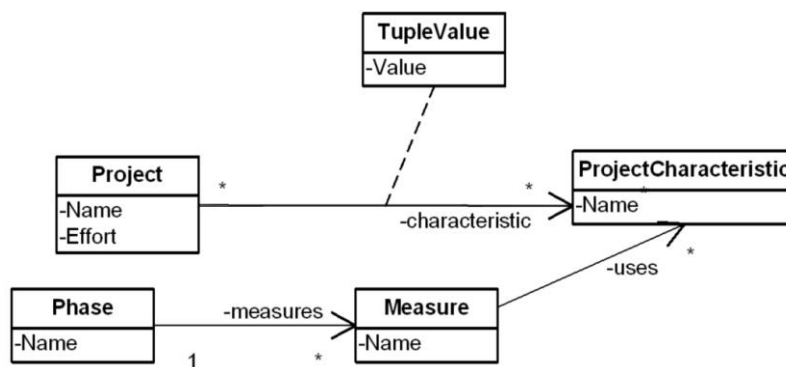 TupleValue
-Value
Project
-Name
-Effort
*
*
-characteristic
ProjectCharacteristic
-Name
*
-uses
*
Phase
-Name
-measures
1
*
Measure
-Name